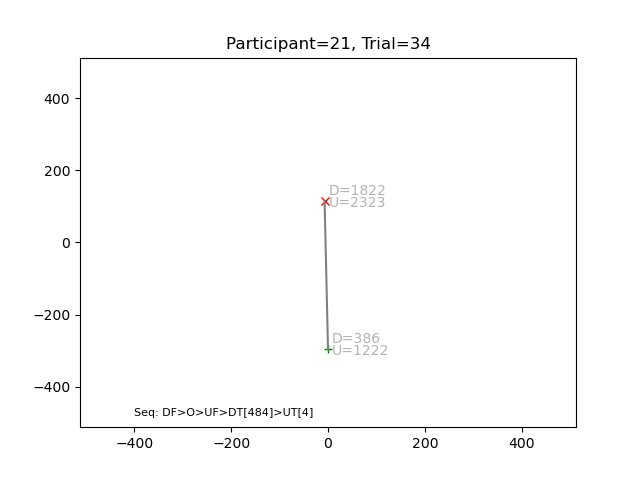 Participant=21, Trial=34
400
200
0
−200
−400
D=1822
U=2323
D=386
U=1222
Seq: DF>O>UF>DT[484]>UT[4]
−400
−200
0
200
400